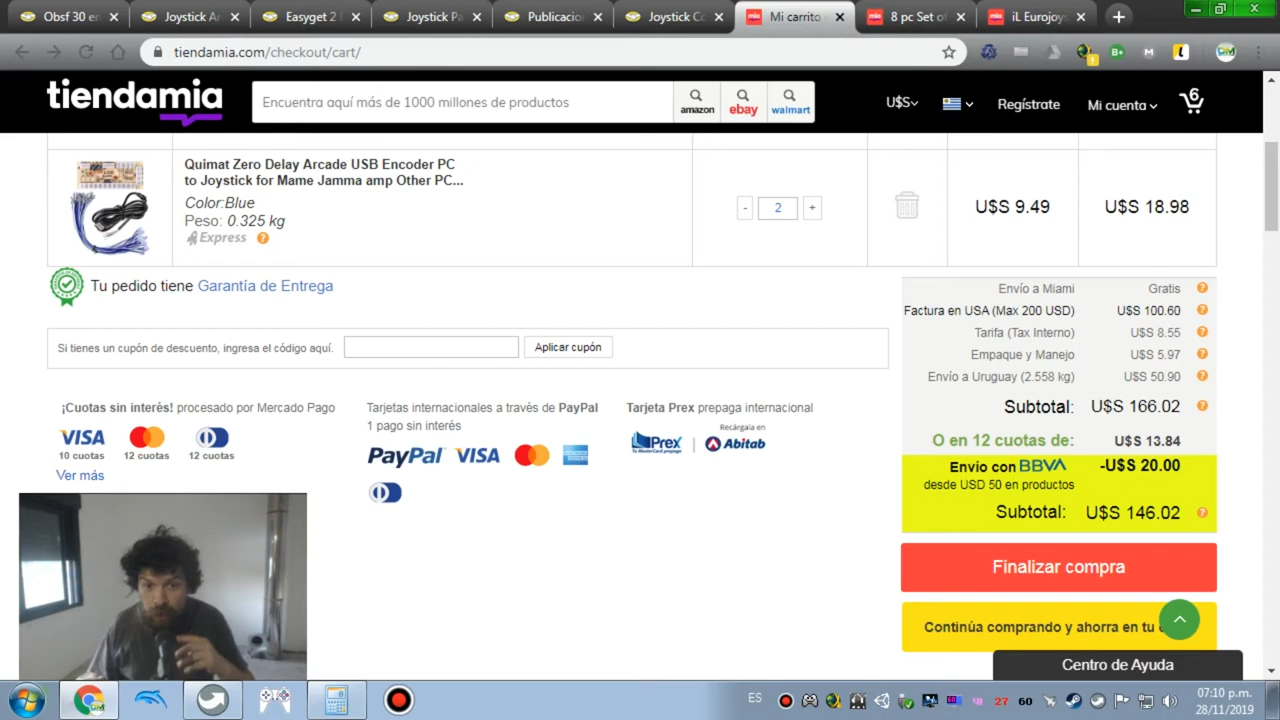 Obsf 30 en
Joystick Ar
Easyget 2 I
Joystick Pa
Publicacion
Joystick Co
Mi carrito
8 pc Set of
iL Eurojoys
tiendamia.com/checkout/cart/
tiendamia
Encuentra aquí más de 1000 millones de productos
amazon
ebay
walmart
U$S
Regístrate
Mi cuenta
6
Quimat Zero Delay Arcade USB Encoder PC
to Joystick for Mame Jamma amp Other PC...
Color:Blue
Peso: 0.325 kg
Express ?
- 2 +
U$S 9.49
U$S 18.98
Tu pedido tiene Garantía de Entrega
Si tienes un cupón de descuento, ingresa el código aquí.
Aplicar cupón
Envío a Miami Gratis ?
Factura en USA (Max 200 USD) U$S 100.60 ?
Tarifa (Tax Interno) U$S 8.55 ?
Empaque y Manejo U$S 5.97 ?
Envío a Uruguay (2.558 kg) U$S 50.90 ?
Subtotal: U$S 166.02 ?
O en 12 cuotas de: U$S 13.84
Envío con BBVA -U$S 20.00
desde USD 50 en productos
Subtotal: U$S 146.02 ?
Finalizar compra
Continúa comprando y ahorra en tu
Centro de Ayuda
¡Cuotas sin interés! procesado por Mercado Pago
VISA
10 cuotas
12 cuotas
12 cuotas
Ver más
Tarjetas internacionales a través de PayPal
1 pago sin interés
PayPal VISA
Tarjeta Prex prepaga internacional
Prex
Tu MasterCard prepaga
Recárgala en
Abitab
ES
27
60
07:10 p.m.
28/11/2019